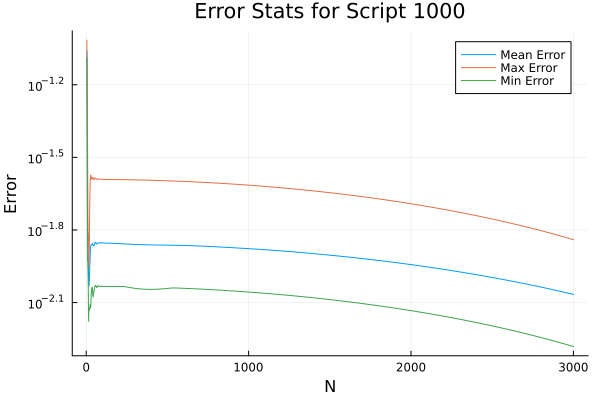 Error Stats for Script 1000
Mean Error
Max Error
Min Error
10^-1.2
10^-1.5
10^-1.8
10^-2.1
Error
0
1000
2000
3000
N